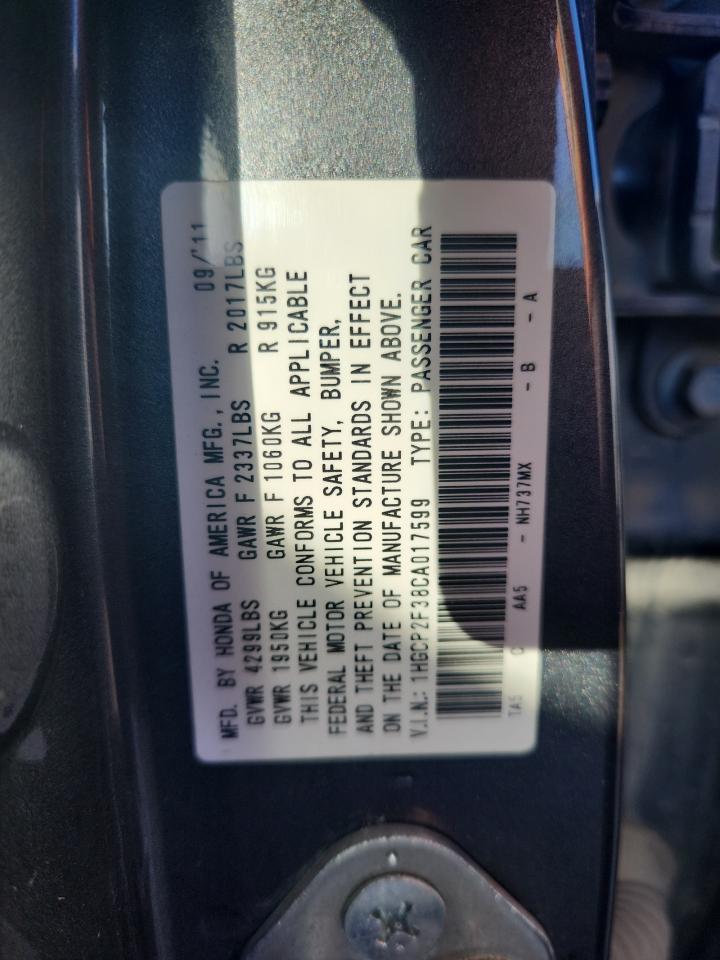 MFD. BY HONDA OF AMERICA MFG., INC. 09/'11
GVWR 4299LBS GAWR F 2337LBS R 2017LBS
GVWR 1950KG GAWR F 1060KG R 915KG
THIS VEHICLE CONFORMS TO ALL APPLICABLE
FEDERAL MOTOR VEHICLE SAFETY, BUMPER,
AND THEFT PREVENTION STANDARDS IN EFFECT
ON THE DATE OF MANUFACTURE SHOWN ABOVE.
V.I.N.: 1HGCP2F38CA017599 TYPE: PASSENGER CAR
TA5 C AA5 - NH737MX - B - A